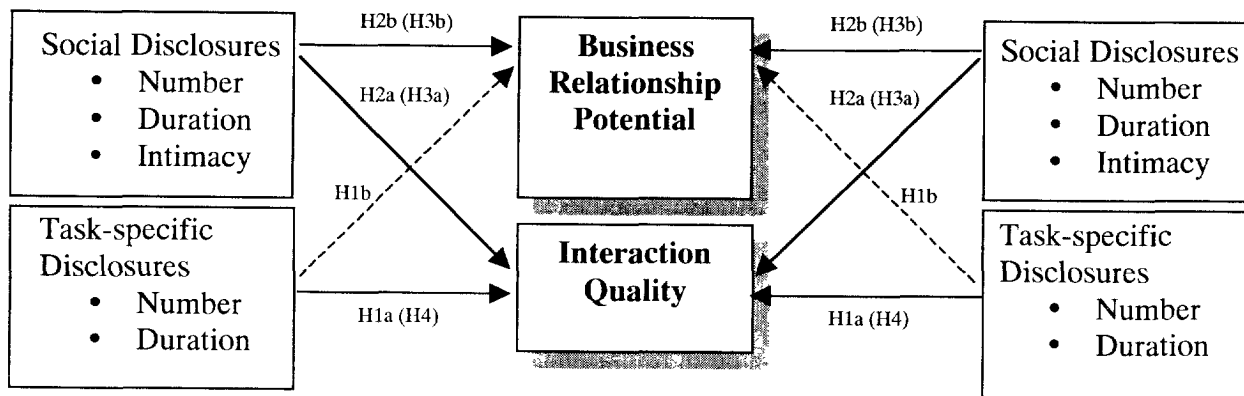 H2b (H3b)
Social Disclosures
• Number
• Duration
• Intimacy
H2a (H3a)
H1b
Task-specific
Disclosures
• Number
• Duration
H1a (H4)
Business
Relationship
Potential
Interaction
Quality
H2b (H3b)
H2a (H3a)
H1b
H1a (H4)
Social Disclosures
• Number
• Duration
• Intimacy
Task-specific
Disclosures
• Number
• Duration